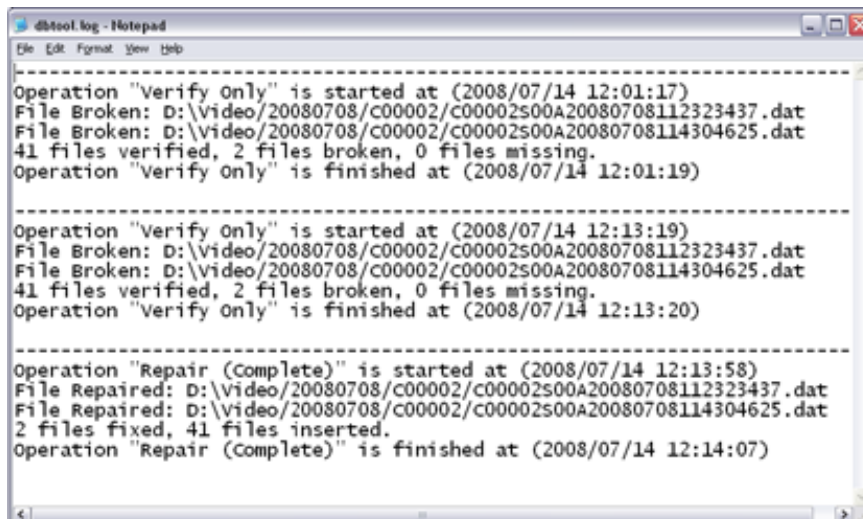 dbtool.log - Notepad
File Edit Format View Help
--------------------------------------------------------------------------
Operation "Verify Only" is started at (2008/07/14 12:01:17)
File Broken: D:\Video/20080708/C00002/C00002S00A20080708112323437.dat
File Broken: D:\Video/20080708/C00002/C00002S00A20080708114304625.dat
41 files verified, 2 files broken, 0 files missing.
Operation "Verify Only" is finished at (2008/07/14 12:01:19)
--------------------------------------------------------------------------
Operation "Verify Only" is started at (2008/07/14 12:13:19)
File Broken: D:\Video/20080708/C00002/C00002S00A20080708112323437.dat
File Broken: D:\Video/20080708/C00002/C00002S00A20080708114304625.dat
41 files verified, 2 files broken, 0 files missing.
Operation "Verify Only" is finished at (2008/07/14 12:13:20)
--------------------------------------------------------------------------
Operation "Repair (Complete)" is started at (2008/07/14 12:13:58)
File Repaired: D:\Video/20080708/C00002/C00002S00A20080708112323437.dat
File Repaired: D:\Video/20080708/C00002/C00002S00A20080708114304625.dat
2 files fixed, 41 files inserted.
Operation "Repair (Complete)" is finished at (2008/07/14 12:14:07)